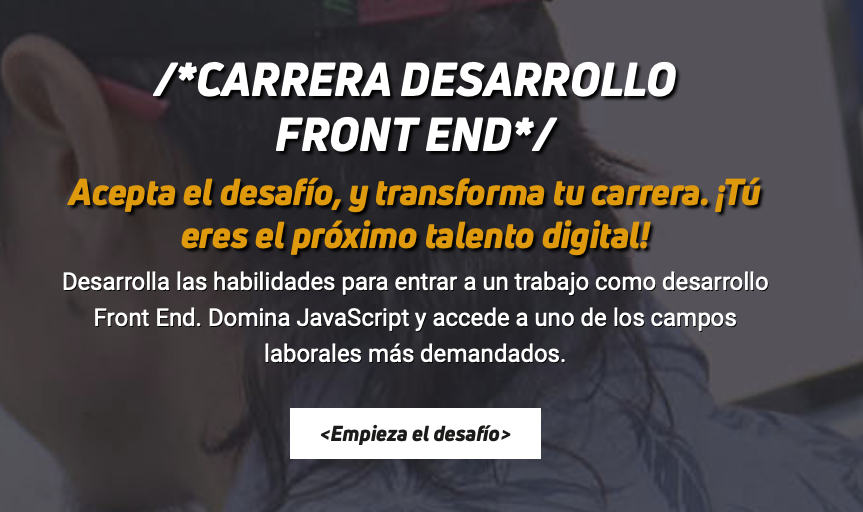 /*CARRERA DESARROLLO
FRONT END*/
Acepta el desafío, y transforma tu carrera. ¡Tú
eres el próximo talento digital!
Desarrolla las habilidades para entrar a un trabajo como desarrollo
Front End. Domina JavaScript y accede a uno de los campos
laborales más demandados.
<Empieza el desafío>